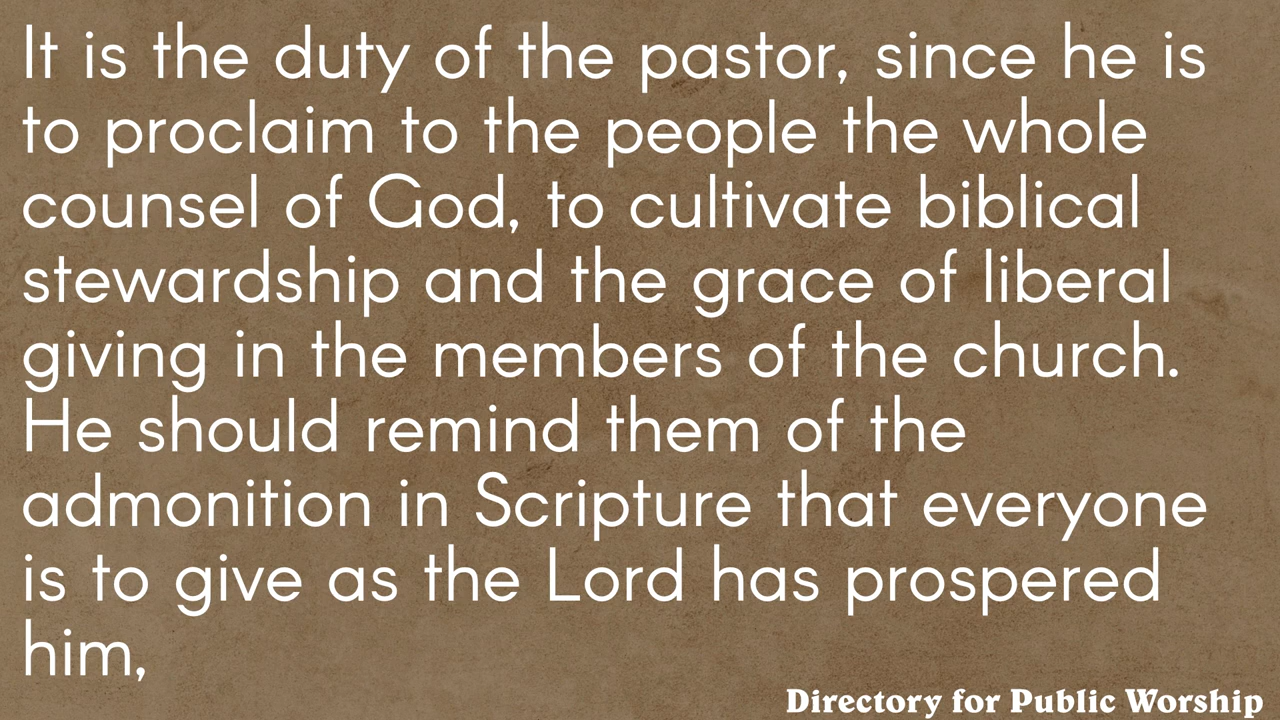 It is the duty of the pastor, since he is
to proclaim to the people the whole
counsel of God, to cultivate biblical
stewardship and the grace of liberal
giving in the members of the church.
He should remind them of the
admonition in Scripture that everyone
is to give as the Lord has prospered
him,
Directory for Public Worship